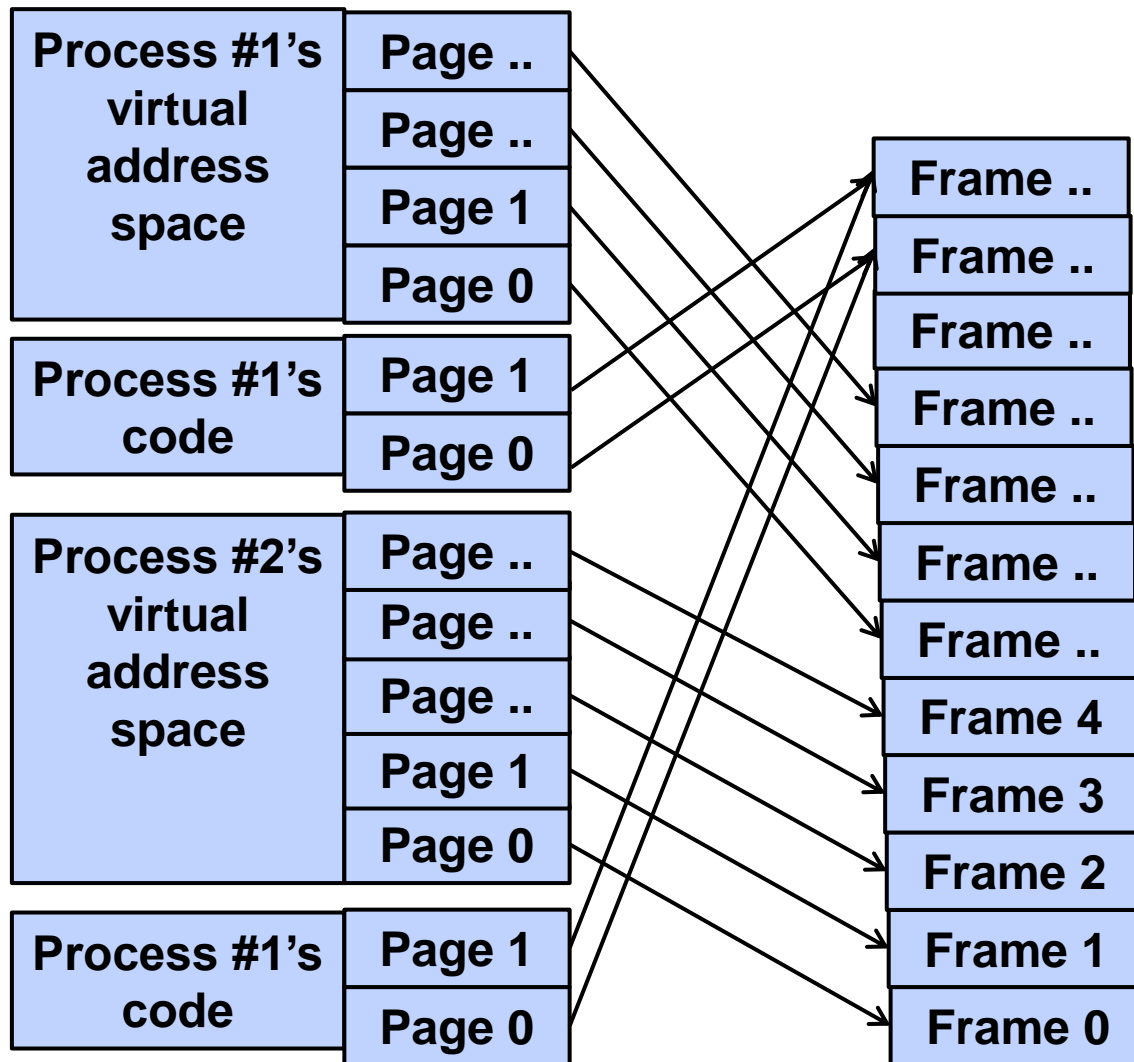 Process #1’s
virtual
address
space
Page ..
Page ..
Page 1
Page 0
Process #1’s
code
Page 1
Page 0
Process #2’s
virtual
address
space
Page ..
Page ..
Page ..
Page 1
Page 0
Process #1’s
code
Page 1
Page 0
Frame ..
Frame ..
Frame ..
Frame ..
Frame ..
Frame ..
Frame ..
Frame 4
Frame 3
Frame 2
Frame 1
Frame 0